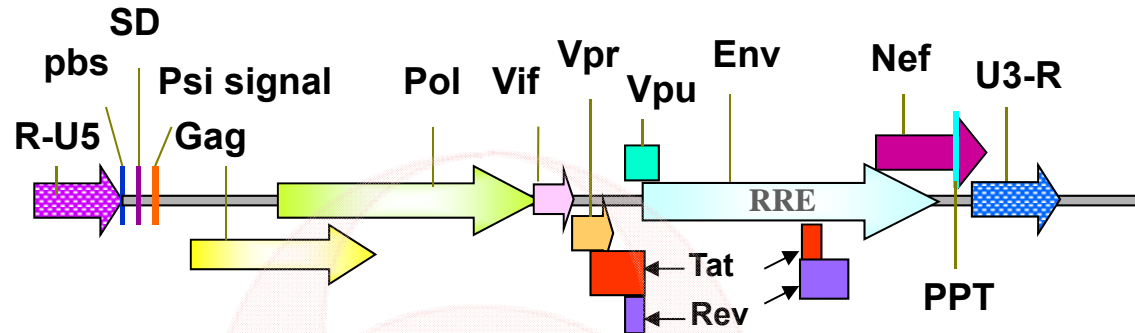 SD
pbs
Psi signal
Pol
Vif
Vpr
Vpu
Env
Nef
U3-R
R-U5
Gag
RRE
Tat
Rev
PPT